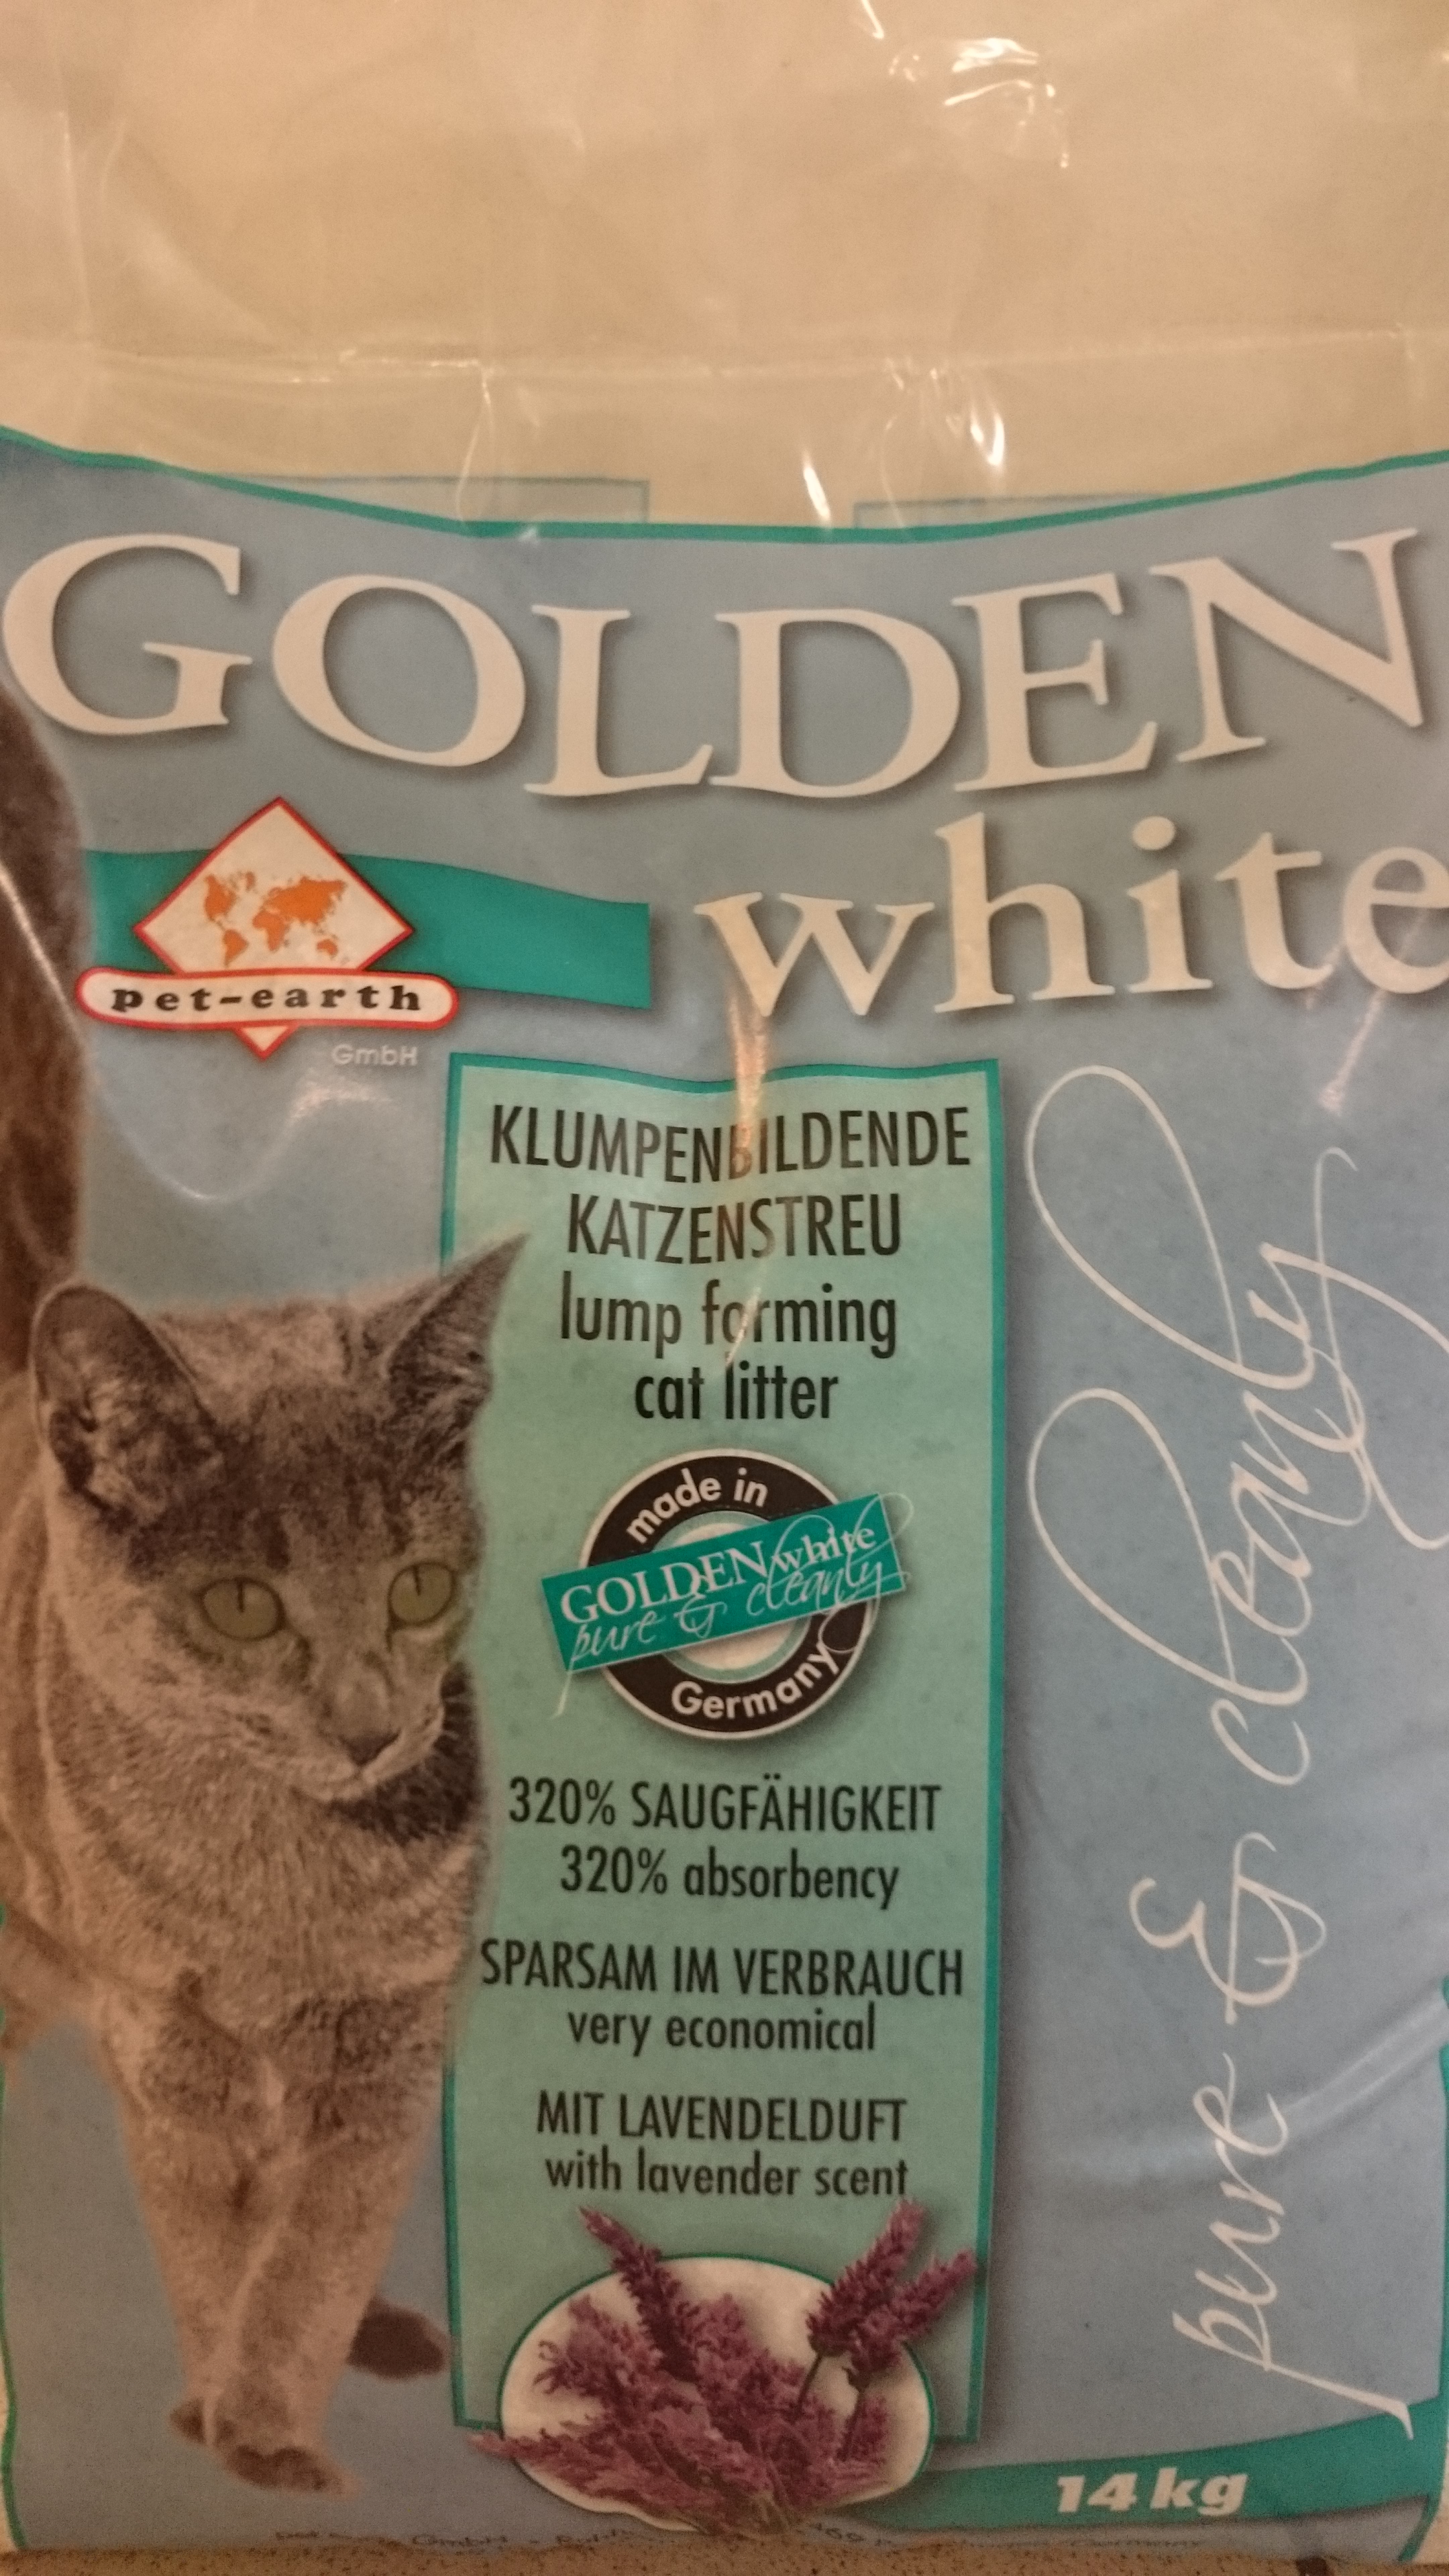 GOLDEN
white
pet-earth
GmbH
KLUMPENBILDENDE
KATZENSTREU
lump forming
cat litter
made in
GOLDEN white
pure & cleanly
Germany
320% SAUGFÄHIGKEIT
320% absorbency
SPARSAM IM VERBRAUCH
very economical
MIT LAVENDELDUFT
with lavender scent
pure & cleanly
14 kg
GmbH